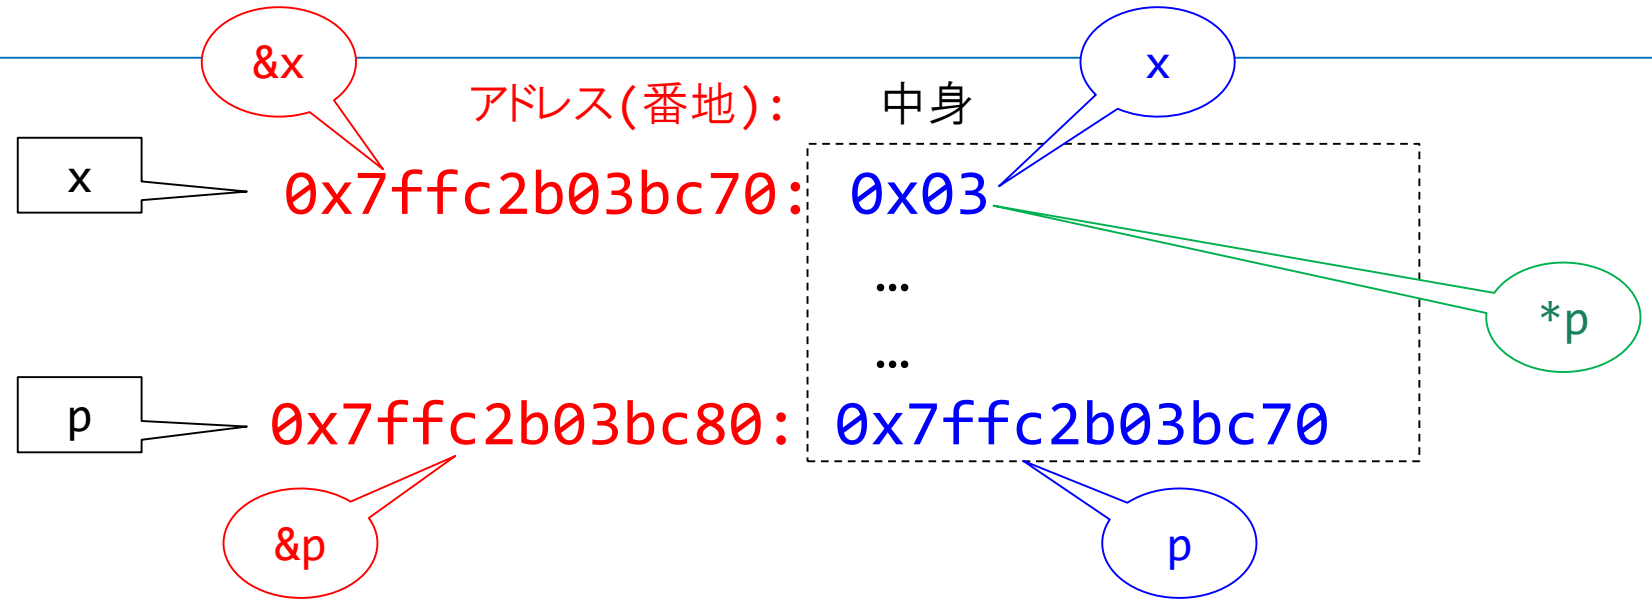 &x
x
アドレス(番地): 中身
x
0x7ffc2b03bc70: 0x03
…
*p
…
p
0x7ffc2b03bc80: 0x7ffc2b03bc70
&p
p